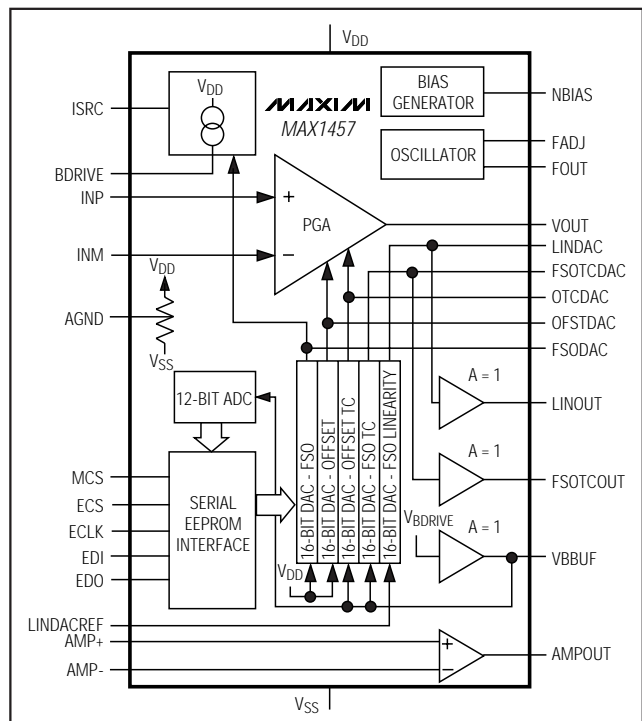 VDD
VDD
ISRC
BDRIVE
MAXIM
MAX1457
BIAS
GENERATOR
NBIAS
OSCILLATOR
FADJ
FOUT
INP
+
PGA
INM
−
VOUT
LINDAC
FSOTCDAC
OTCDAC
OFSTDAC
FSODAC
VDD
AGND
VSS
12-BIT ADC
16-BIT DAC - FSO
16-BIT DAC - OFFSET
16-BIT DAC - OFFSET TC
16-BIT DAC - FSO TC
16-BIT DAC - FSO LINEARITY
A = 1
LINOUT
A = 1
FSOTCOUT
MCS
ECS
ECLK
EDI
EDO
SERIAL
EEPROM
INTERFACE
VBDRIVE
A = 1
VBBUF
VDD
LINDACREF
AMP+
AMP-
+
−
AMPOUT
VSS